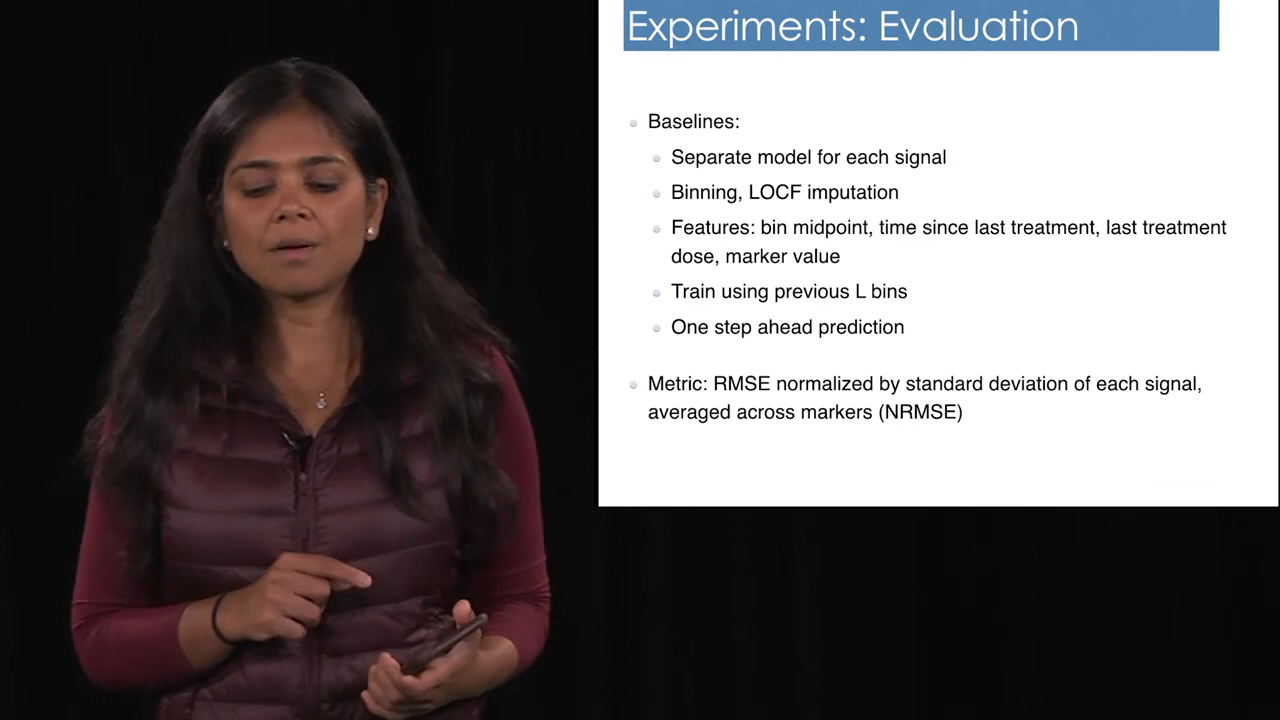 Experiments: Evaluation
Baselines:
Separate model for each signal
Binning, LOCF imputation
Features: bin midpoint, time since last treatment, last treatment
dose, marker value
Train using previous L bins
One step ahead prediction
Metric: RMSE normalized by standard deviation of each signal,
averaged across markers (NRMSE)